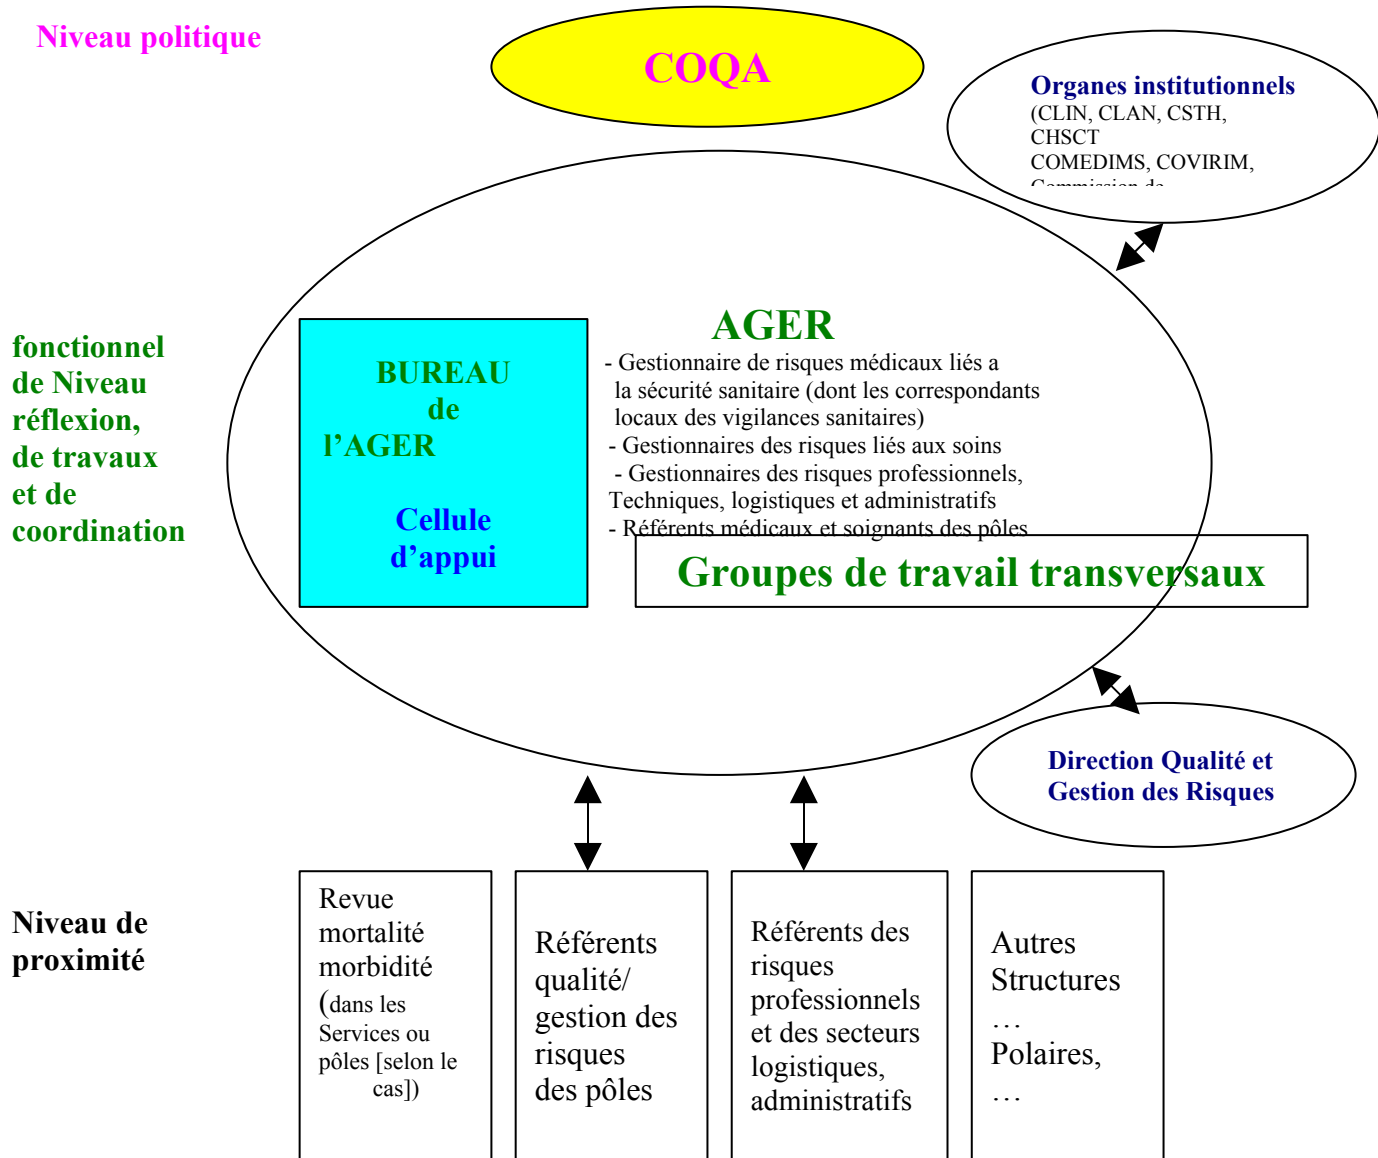 Niveau politique
COQA
Organes institutionnels
(CLIN, CLAN, CSTH,
CHSCT
COMEDIMS, COVIRIM,
Commission de
fonctionnel
de Niveau
réflexion,
de travaux
et de
coordination
BUREAU
de
l’AGER
Cellule
d’appui
AGER
- Gestionnaire de risques médicaux liés a
la sécurité sanitaire (dont les correspondants
locaux des vigilances sanitaires)
- Gestionnaires des risques liés aux soins
- Gestionnaires des risques professionnels,
Techniques, logistiques et administratifs
- Référents médicaux et soignants des pôles
Groupes de travail transversaux
Direction Qualité et
Gestion des Risques
Niveau de
proximité
Revue
mortalité
morbidité
(dans les
Services ou
pôles [selon le
cas])
Référents
qualité/
gestion des
risques
des pôles
Référents des
risques
professionnels
et des secteurs
logistiques,
administratifs
Autres
Structures
…
Polaires,
…